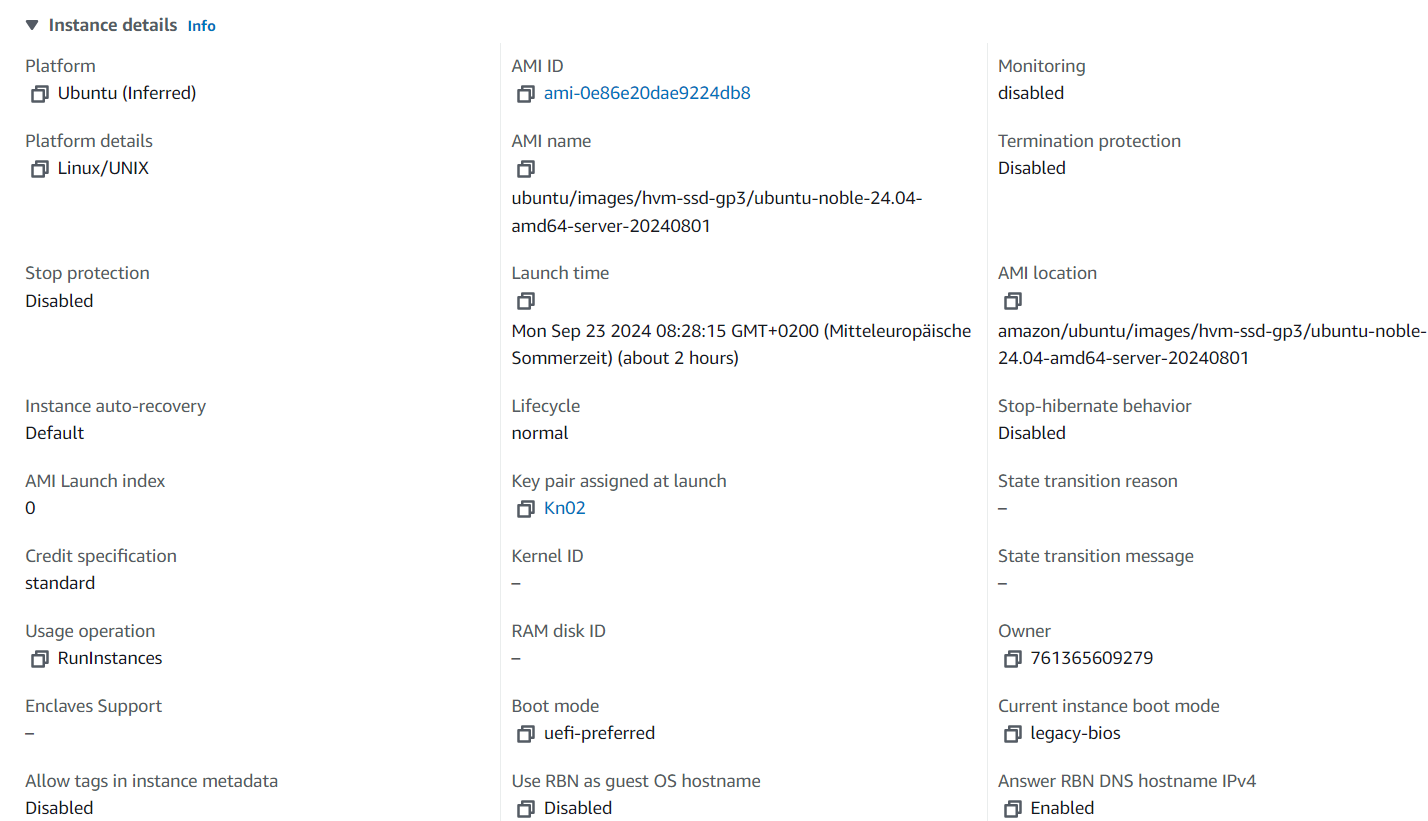 Instance details Info
Platform
Ubuntu (Inferred)
AMI ID
ami-0e86e20dae9224db8
Monitoring
disabled
Platform details
Linux/UNIX
AMI name
ubuntu/images/hvm-ssd-gp3/ubuntu-noble-24.04-
amd64-server-20240801
Termination protection
Disabled
Stop protection
Disabled
Launch time
Mon Sep 23 2024 08:28:15 GMT+0200 (Mitteleuropäische
Sommerzeit) (about 2 hours)
AMI location
amazon/ubuntu/images/hvm-ssd-gp3/ubuntu-noble-
24.04-amd64-server-20240801
Instance auto-recovery
Default
Lifecycle
normal
Stop-hibernate behavior
Disabled
AMI Launch index
0
Key pair assigned at launch
Kn02
State transition reason
–
Credit specification
standard
Kernel ID
–
State transition message
–
Usage operation
RunInstances
RAM disk ID
–
Owner
761365609279
Enclaves Support
–
Boot mode
uefi-preferred
Current instance boot mode
legacy-bios
Allow tags in instance metadata
Disabled
Use RBN as guest OS hostname
Disabled
Answer RBN DNS hostname IPv4
Enabled